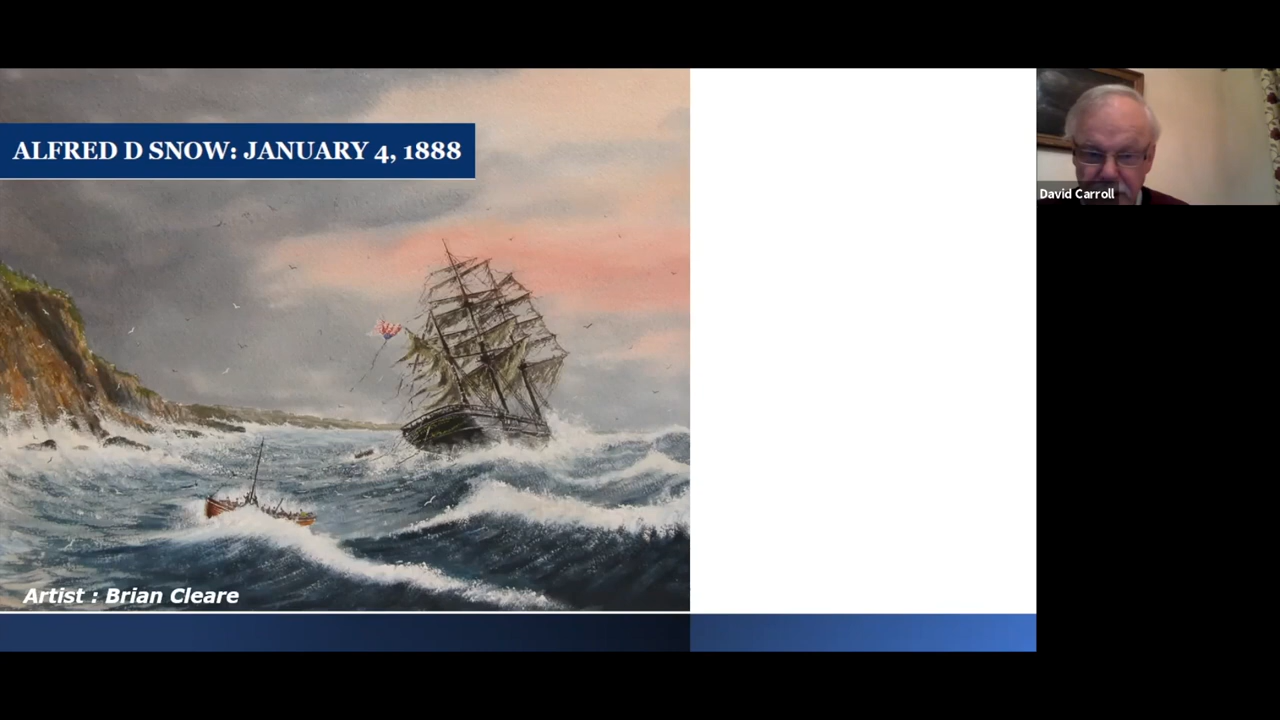 ALFRED D SNOW: JANUARY 4, 1888
David Carroll
Artist : Brian Cleare